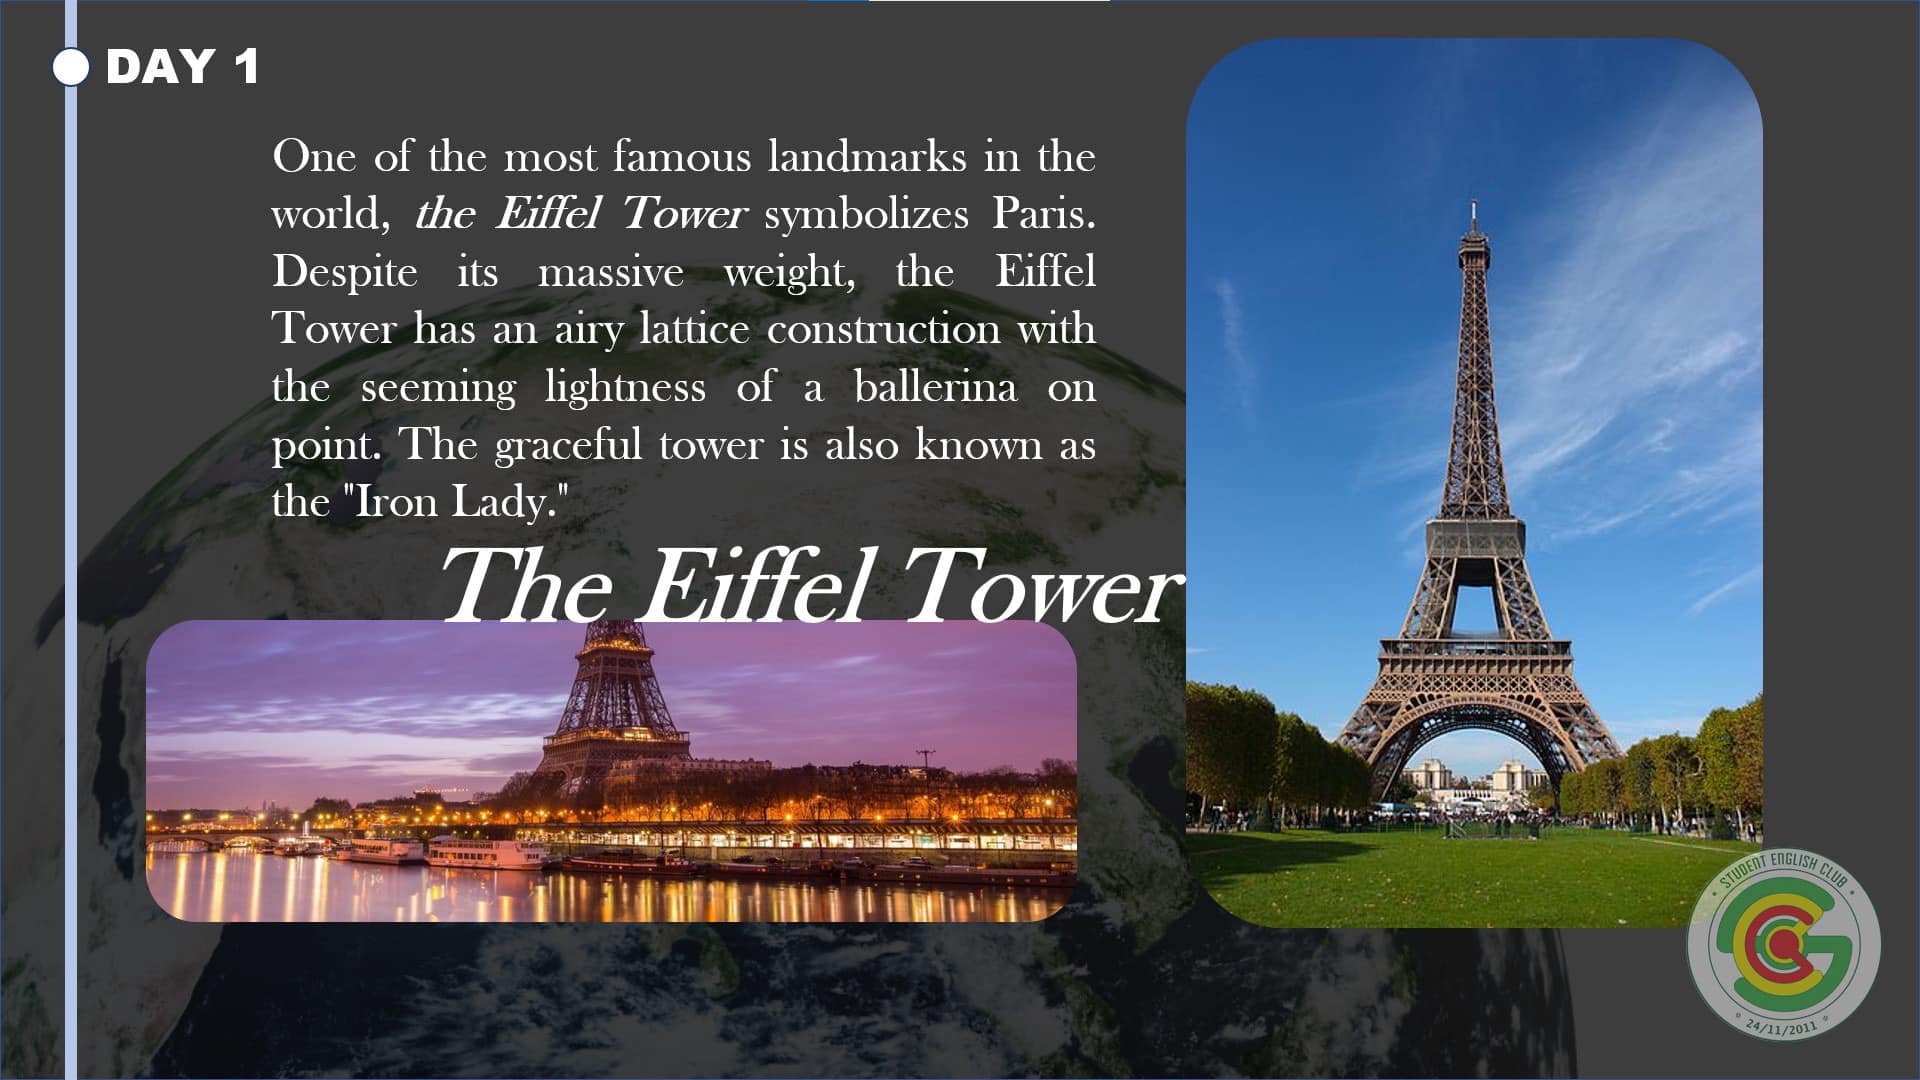 DAY 1
One of the most famous landmarks in the
world, the Eiffel Tower symbolizes Paris.
Despite its massive weight, the Eiffel
Tower has an airy lattice construction with
the seeming lightness of a ballerina on
point. The graceful tower is also known as
the "Iron Lady."
The Eiffel Tower
STUDENT ENGLISH CLUB
24/11/2011